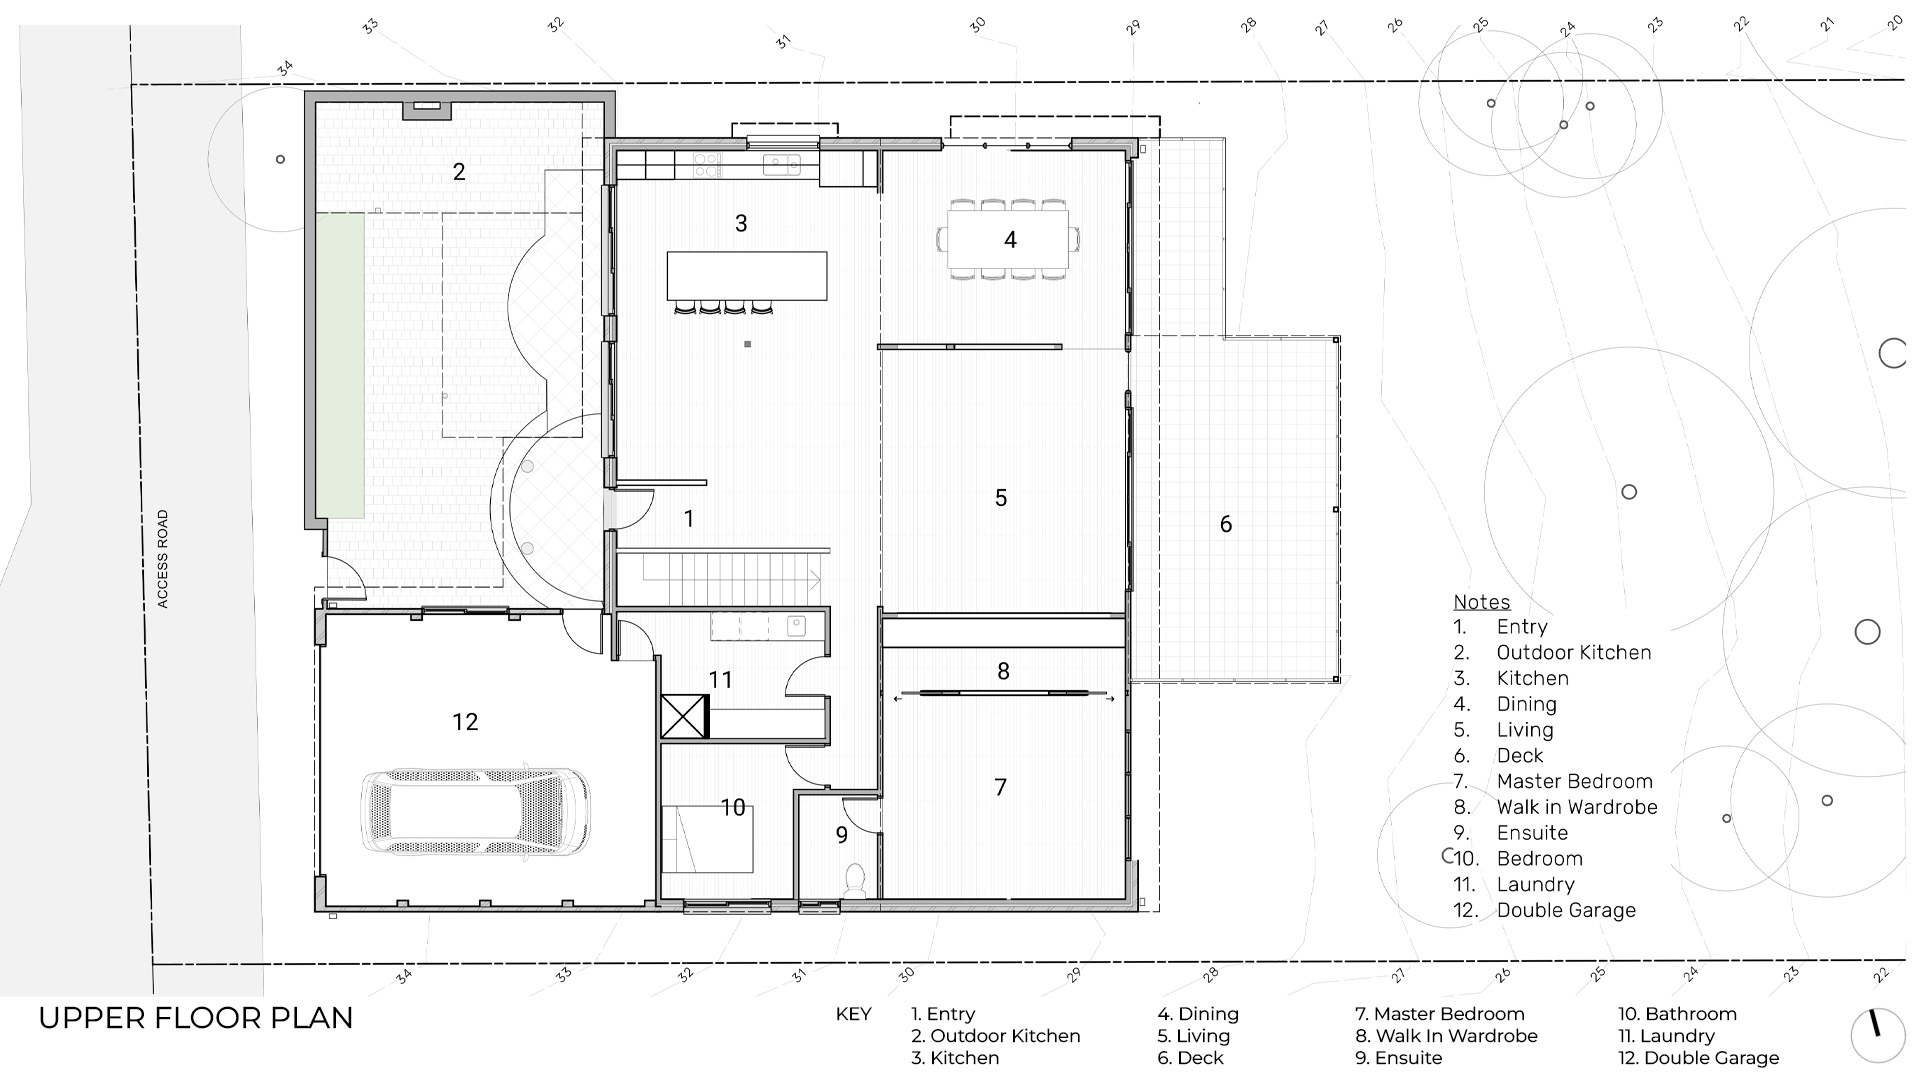 33
32
31
30
29
28
27
26
25
24
23
22
21
20
34
2
3
4
1
5
6
ACCESS ROAD
11
8
12
10
9
7
Notes
1. Entry
2. Outdoor Kitchen
3. Kitchen
4. Dining
5. Living
6. Deck
7. Master Bedroom
8. Walk in Wardrobe
9. Ensuite
10. Bedroom
11. Laundry
12. Double Garage
34
33
32
31
30
29
28
27
26
25
24
23
22
UPPER FLOOR PLAN
KEY
1. Entry
2. Outdoor Kitchen
3. Kitchen
4. Dining
5. Living
6. Deck
7. Master Bedroom
8. Walk In Wardrobe
9. Ensuite
10. Bathroom
11. Laundry
12. Double Garage